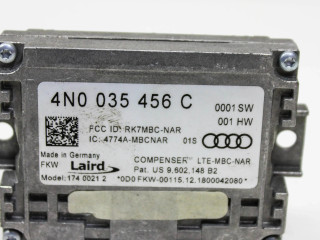 4N0 035 456 C
0001 SW
001 HW
FCC ID: RK7MBC-NAR
IC: 4774A-MBCNAR
01S
Made in Germany
FKW
Laird
COMPENSER LTE-MBC-NAR
Pat. US 9,602,148 B2
Model: 174 0021 2
*0D0 FKW-00115.12.1800042080*